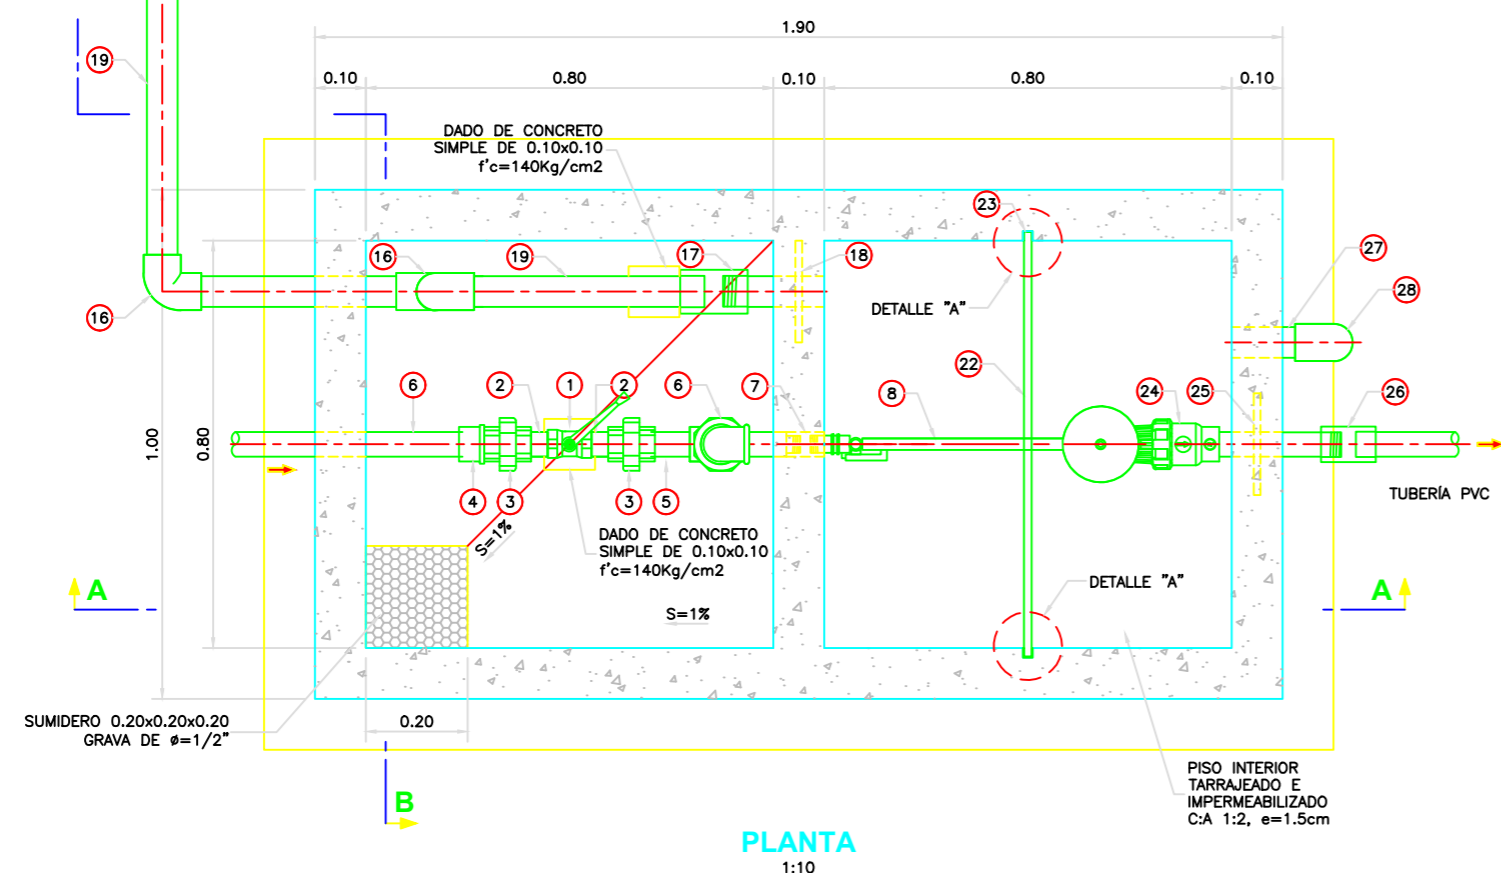 1.90
0.10
0.80
0.10
0.80
0.10
19
DADO DE CONCRETO
SIMPLE DE 0.10x0.10
f'c=140Kg/cm2
23
16
19
17
18
27
28
DETALLE "A"
16
22
6
2
1
2
6
7
8
24
25
26
1.00
0.80
4
3
3
5
TUBERÍA PVC
S=1%
DADO DE CONCRETO
SIMPLE DE 0.10x0.10
f'c=140Kg/cm2
A
DETALLE "A"
A
S=1%
SUMIDERO 0.20x0.20x0.20
GRAVA DE ø=1/2"
0.20
PISO INTERIOR
TARRAJEADO E
IMPERMEABILIZADO
C:A 1:2, e=1.5cm
B
PLANTA
1:10